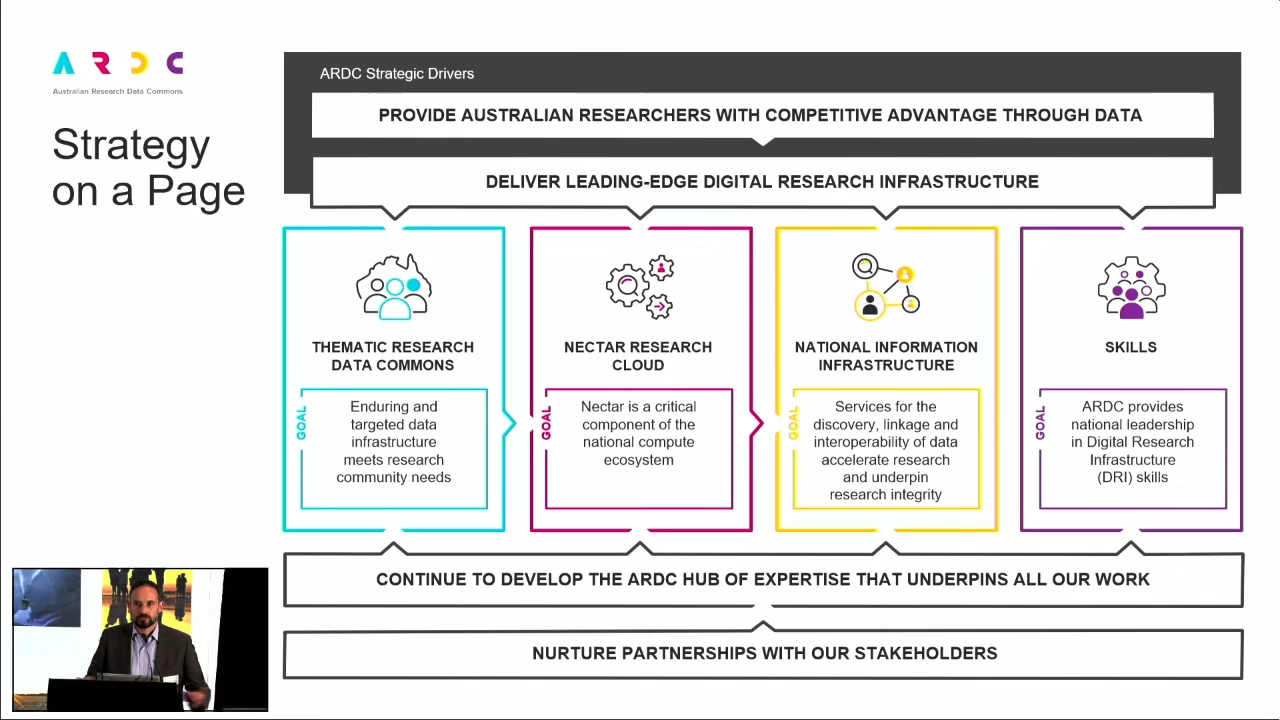 ARDC
Australian Research Data Commons
Strategy
on a Page
ARDC Strategic Drivers
PROVIDE AUSTRALIAN RESEARCHERS WITH COMPETITIVE ADVANTAGE THROUGH DATA
DELIVER LEADING-EDGE DIGITAL RESEARCH INFRASTRUCTURE
THEMATIC RESEARCH
DATA COMMONS
GOAL
Enduring and
targeted data
infrastructure
meets research
community needs
NECTAR RESEARCH
CLOUD
GOAL
Nectar is a critical
component of the
national compute
ecosystem
NATIONAL INFORMATION
INFRASTRUCTURE
GOAL
Services for the
discovery, linkage and
interoperability of data
accelerate research
and underpin
research integrity
SKILLS
GOAL
ARDC provides
national leadership
in Digital Research
Infrastructure
(DRI) skills
CONTINUE TO DEVELOP THE ARDC HUB OF EXPERTISE THAT UNDERPINS ALL OUR WORK
NURTURE PARTNERSHIPS WITH OUR STAKEHOLDERS